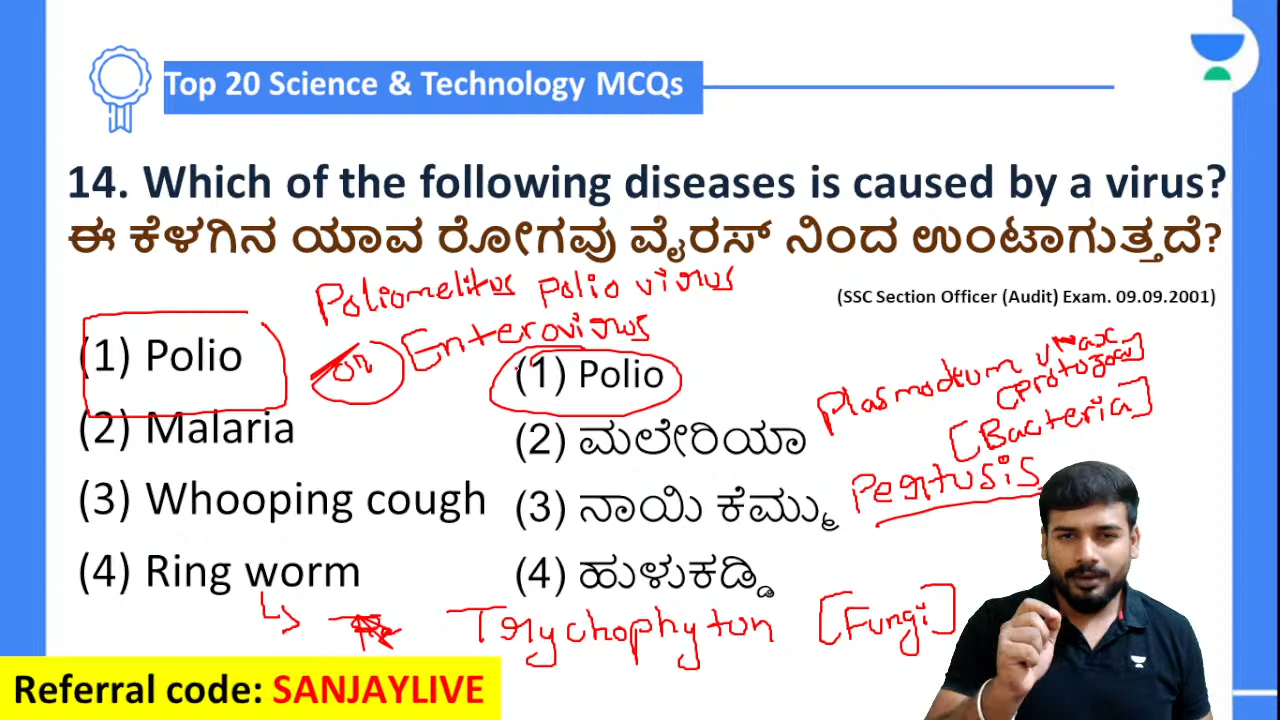 Top 20 Science & Technology MCQs
14. Which of the following diseases is caused by a virus?
ಈ ಕೆಳಗಿನ ಯಾವ ರೋಗವು ವೈರಸ್ ನಿಂದ ಉಂಟಾಗುತ್ತದೆ?
(SSC Section Officer (Audit) Exam. 09.09.2001)
Poliomelitus polio virus
or Enterovirus
(1) Polio
(2) Malaria
(3) Whooping cough
(4) Ring worm
(1) Polio
(2) ಮಲೇರಿಯಾ
(3) ನಾಯಿ ಕೆಮ್ಮು
(4) ಹುಳುಕಡ್ಡಿ
Plasmodium
[Bacteria]
Pertusis
Trychophyton [Fungi]
Referral code: SANJAYLIVE